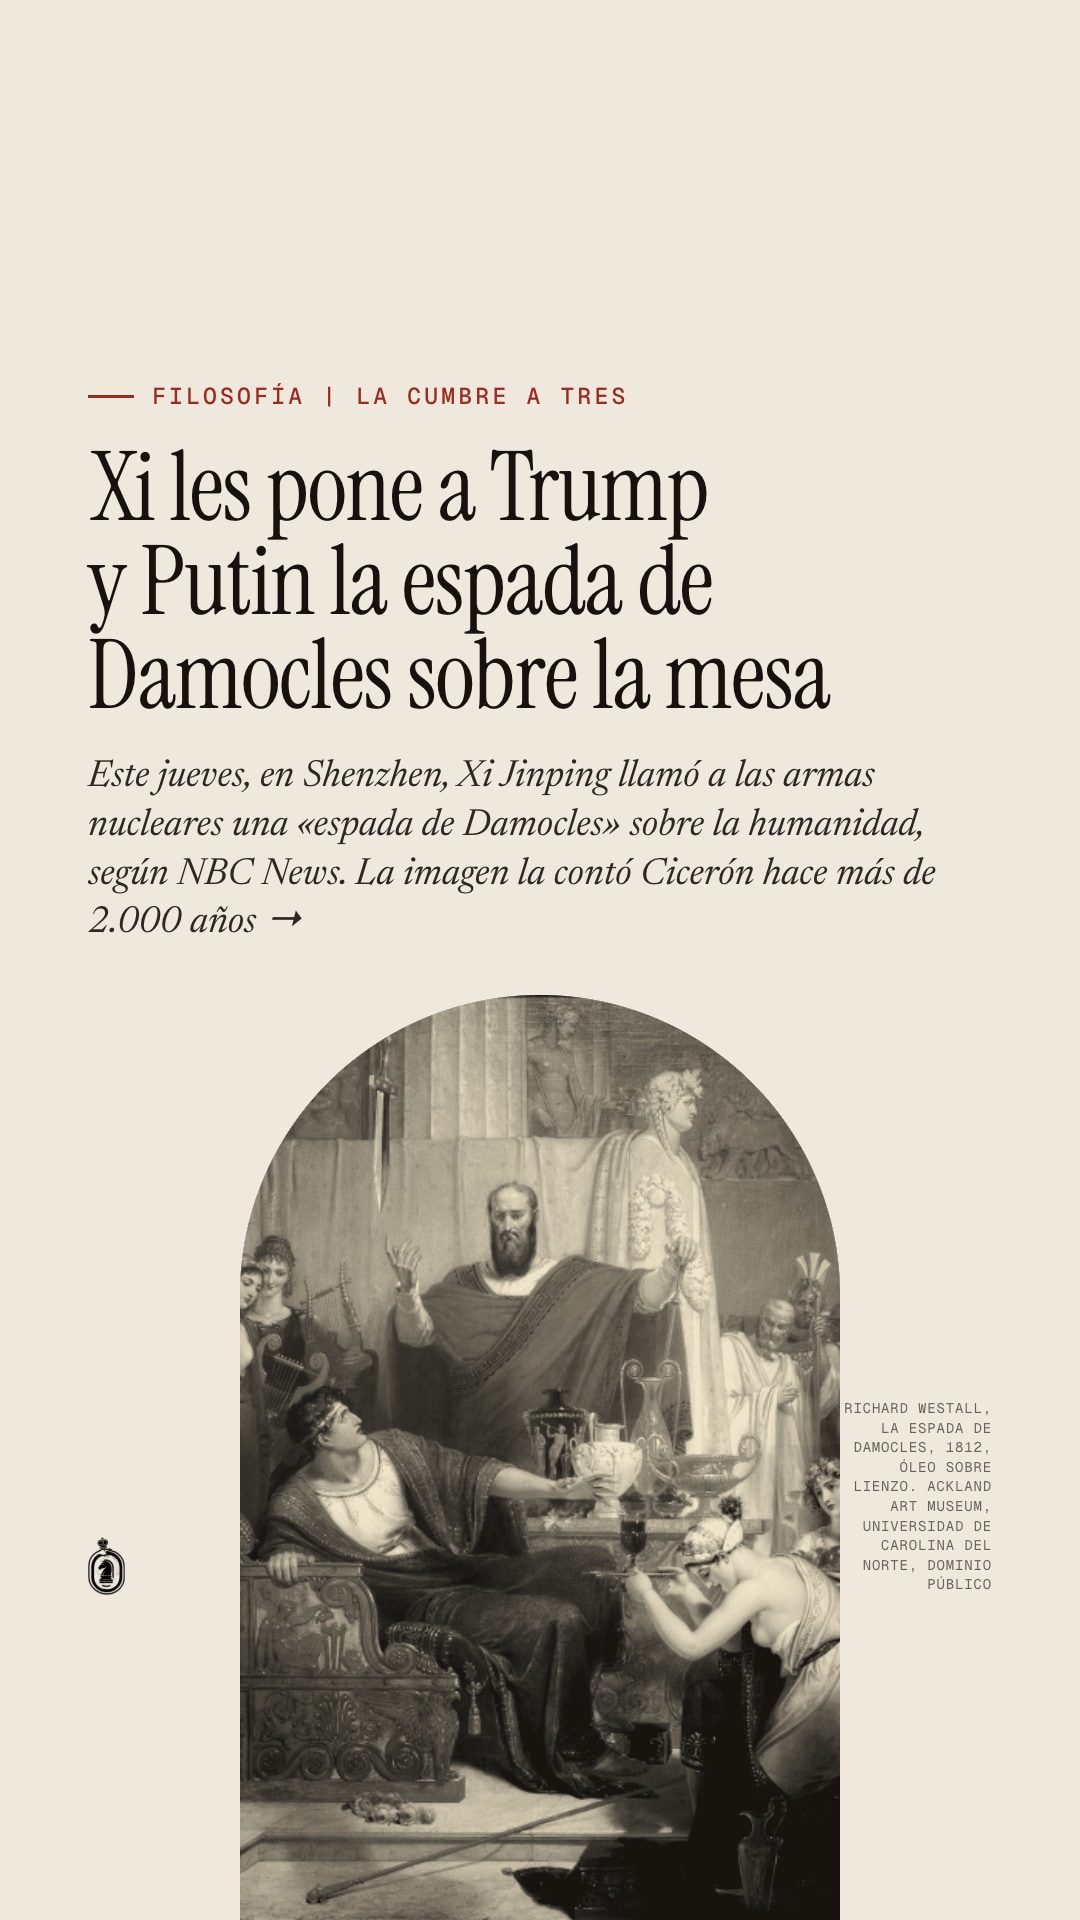 FILOSOFÍA | LA CUMBRE A TRES
Xi les pone a Trump
y Putin la espada de
Damocles sobre la mesa
Este jueves, en Shenzhen, Xi Jinping llamó a las armas
nucleares una «espada de Damocles» sobre la humanidad,
según NBC News. La imagen la contó Cicerón hace más de
2.000 años →
RICHARD WESTALL,
LA ESPADA DE
DAMOCLES, 1812,
ÓLEO SOBRE
LIENZO. ACKLAND
ART MUSEUM,
UNIVERSIDAD DE
CAROLINA DEL
NORTE, DOMINIO
PÚBLICO